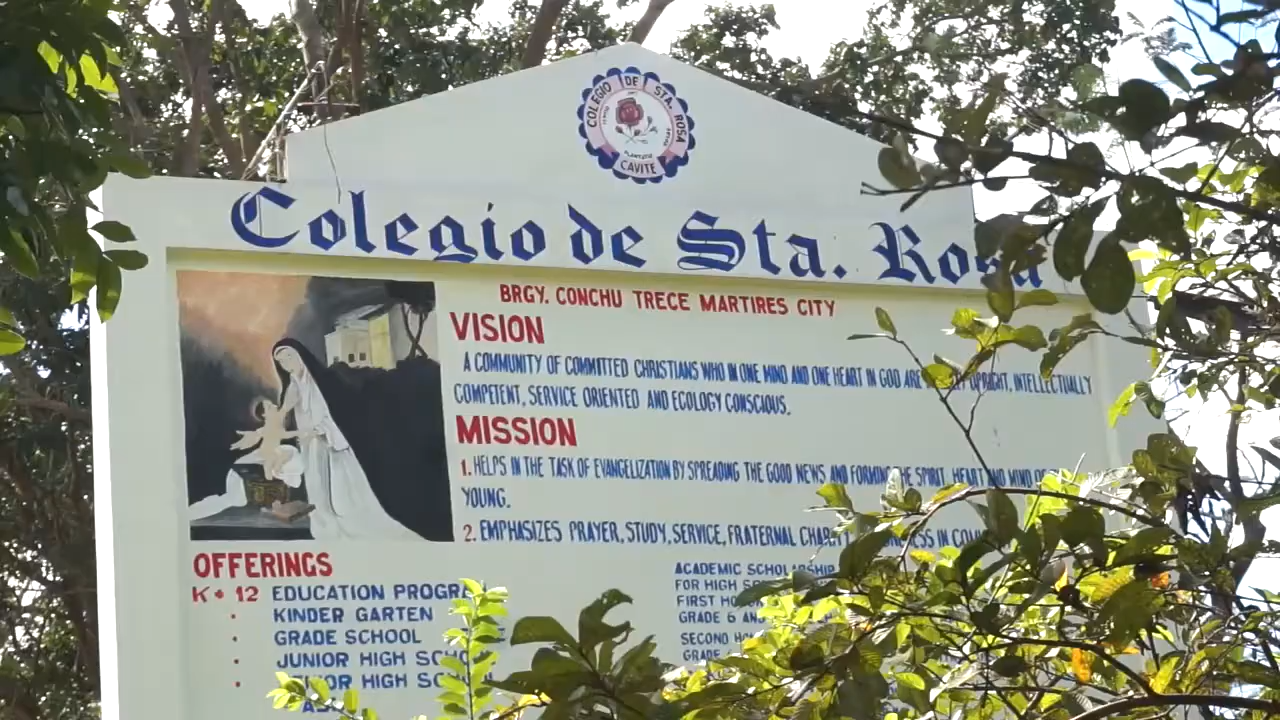 COLEGIO DE STA. ROSA
CAVITE
Colegio de Sta. Rosa
BRGY. CONCHU TRECE MARTIRES CITY
VISION
A COMMUNITY OF COMMITTED CHRISTIANS WHO IN ONE MIND AND ONE HEART IN GOD ARE UPRIGHT, INTELLECTUALLY
COMPETENT, SERVICE ORIENTED AND ECOLOGY CONSCIOUS.
MISSION
1. HELPS IN THE TASK OF EVANGELIZATION BY SPREADING THE GOOD NEWS AND FORMING THE SPIRIT, HEART AND MIND
YOUNG.
2. EMPHASIZES PRAYER, STUDY, SERVICE, FRATERNAL IN
OFFERINGS
K + 12 EDUCATION
• KINDER GARTEN
• GRADE SCHOOL
• JUNIOR HIGH
• HIGH
ACADEMIC
FOR HIGH
FIRST
GRADE 6
SECOND
GRADE